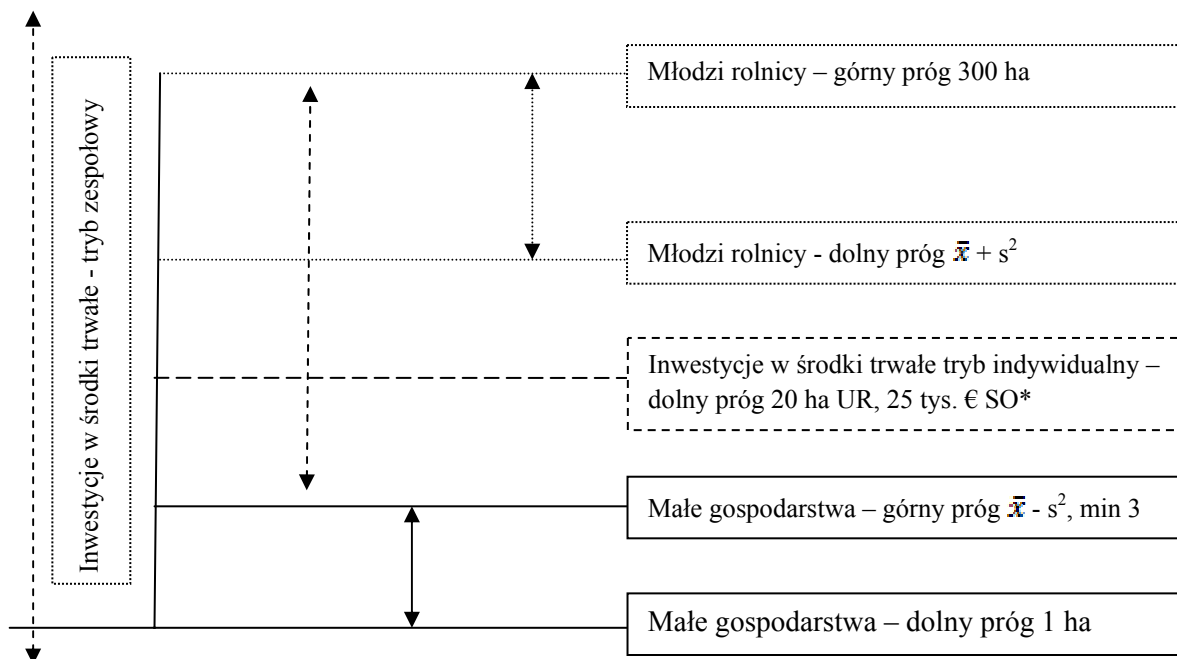 Inwestycje w środki trwałe - tryb zespołowy
Młodzi rolnicy – górny próg 300 ha
Młodzi rolnicy - dolny próg x̄ + s²
Inwestycje w środki trwałe tryb indywidualny –
dolny próg 20 ha UR, 25 tys. € SO*
Małe gospodarstwa – górny próg x̄ - s², min 3
Małe gospodarstwa – dolny próg 1 ha